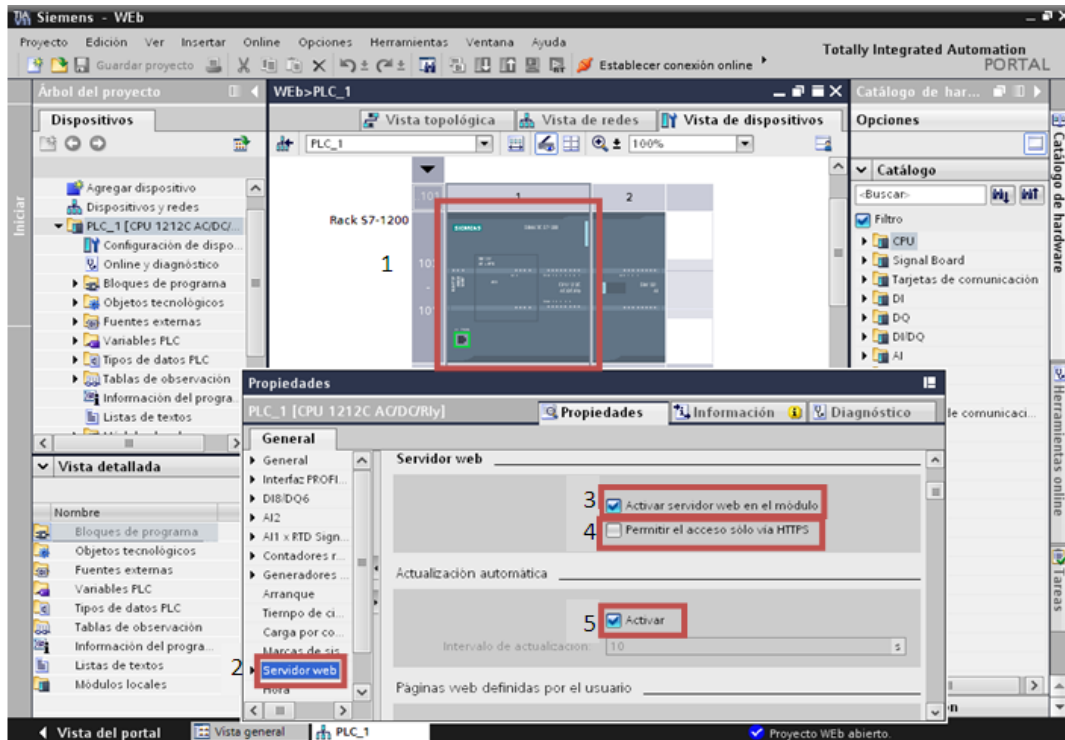 Siemens - WEb
Proyecto Edición Ver Insertar Online Opciones Herramientas Ventana Ayuda
Totally Integrated Automation
PORTAL
Guardar proyecto
Establecer conexión online
Árbol del proyecto
Dispositivos
Agregar dispositivo
Dispositivos y redes
PLC_1 [CPU 1212C AC/DC/...
Configuración de dispo...
Online y diagnóstico
Bloques de programa
Objetos tecnológicos
Fuentes externas
Variables PLC
Tipos de datos PLC
Tablas de observación
Información del progra...
Listas de textos
Vista detallada
Nombre
Bloques de programa
Objetos tecnológicos
Fuentes externas
Variables PLC
Tipos de datos PLC
Tablas de observación
Información del progra...
Listas de textos
Módulos locales
Iniciar
WEb>PLC_1
Vista topológica
Vista de redes
Vista de dispositivos
PLC_1
100%
101
1
2
Rack S7-1200
1
103
-
SIEMENS
Propiedades
PLC_1 [CPU 1212C AC/DC/Rly]
Propiedades
Información
Diagnóstico
General
General
Interfaz PROFI...
DI8/DQ6
AI2
AI1 x RTD Sign...
Contadores r...
Generadores ...
Arranque
Tiempo de ci...
Carga por co...
Marcas de sis...
2
Servidor web
Hora
Servidor web
3
Activar servidor web en el módulo
4
Permitir el acceso sólo vía HTTPS
Actualización automática
5
Activar
Intervalo de actualización:
10
s
Páginas web definidas por el usuario
Catálogo de har...
Opciones
Catálogo
<Buscar>
Filtro
CPU
Signal Board
Tarjetas de comunicación
DI
DQ
DI/DQ
AI
le comunicaci...
Catálogo de hardware
Herramientas online
Tareas
Vista del portal
Vista general
PLC_1
Proyecto WEb abierto.